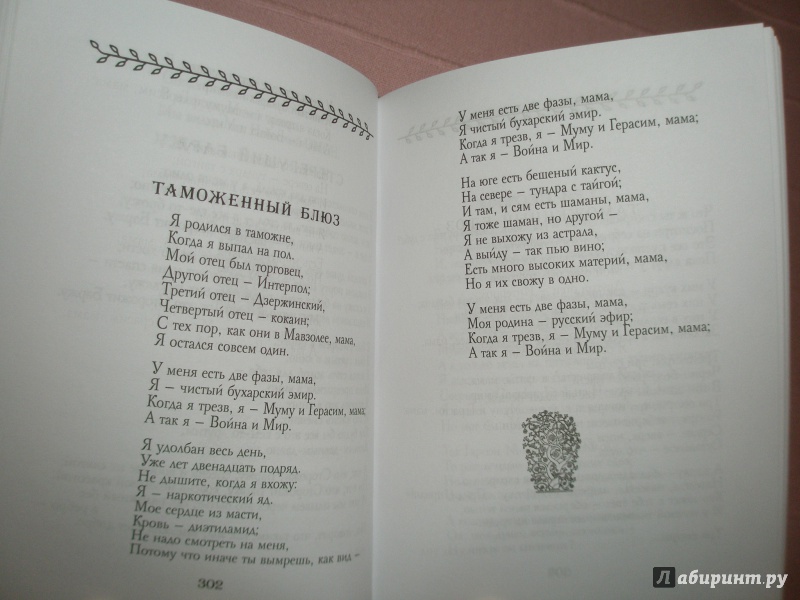 ТАМОЖЕННЫЙ БЛЮЗ
Я родился в таможне,
Когда я выпал на пол.
Мой отец был торговец,
Другой отец – Интерпол;
Третий отец – Дзержинский,
Четвертый отец – кокаин;
С тех пор, как они в Мавзолее, мама,
Я остался совсем один.
У меня есть две фазы, мама,
Я – чистый бухарский эмир.
Когда я трезв, я – Муму и Герасим, мама;
А так я – Война и Мир.
Я удолбан весь день,
Уже лет двенадцать подряд.
Не дышите, когда я вхожу:
Я – наркотический яд.
Мое сердце из масти,
Кровь – диэтиламид;
Не надо смотреть на меня,
Потому что иначе ты вымрешь, как вид –
302
У меня есть две фазы, мама,
Я чистый бухарский эмир.
Когда я трезв, я – Муму и Герасим, мама;
А так я – Война и Мир.
На юге есть бешеный кактус,
На севере – тундра с тайгой;
И там, и сям есть шаманы, мама,
Я тоже шаман, но другой –
Я не выхожу из астрала,
А выйду – так пью вино;
Есть много высоких материй, мама,
Но я их свожу в одно.
У меня есть две фазы, мама,
Моя родина – русский эфир;
Когда я трезв, я – Муму и Герасим, мама;
А так я – Война и Мир.
Лабиринт.ру